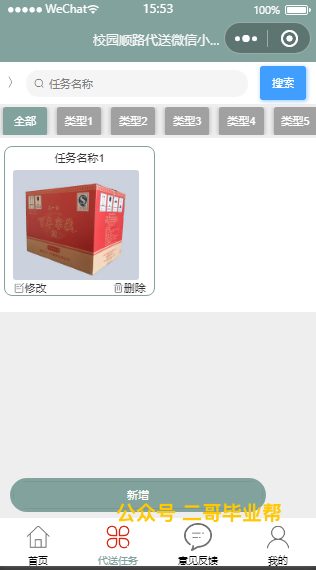 WeChat 15:53 100%
校园顺路代送微信小...
任务名称 搜索
全部 类型1 类型2 类型3 类型4 类型5
任务名称1
修改 删除
新增
公众号 二哥毕业帮
首页 代送任务 意见反馈 我的